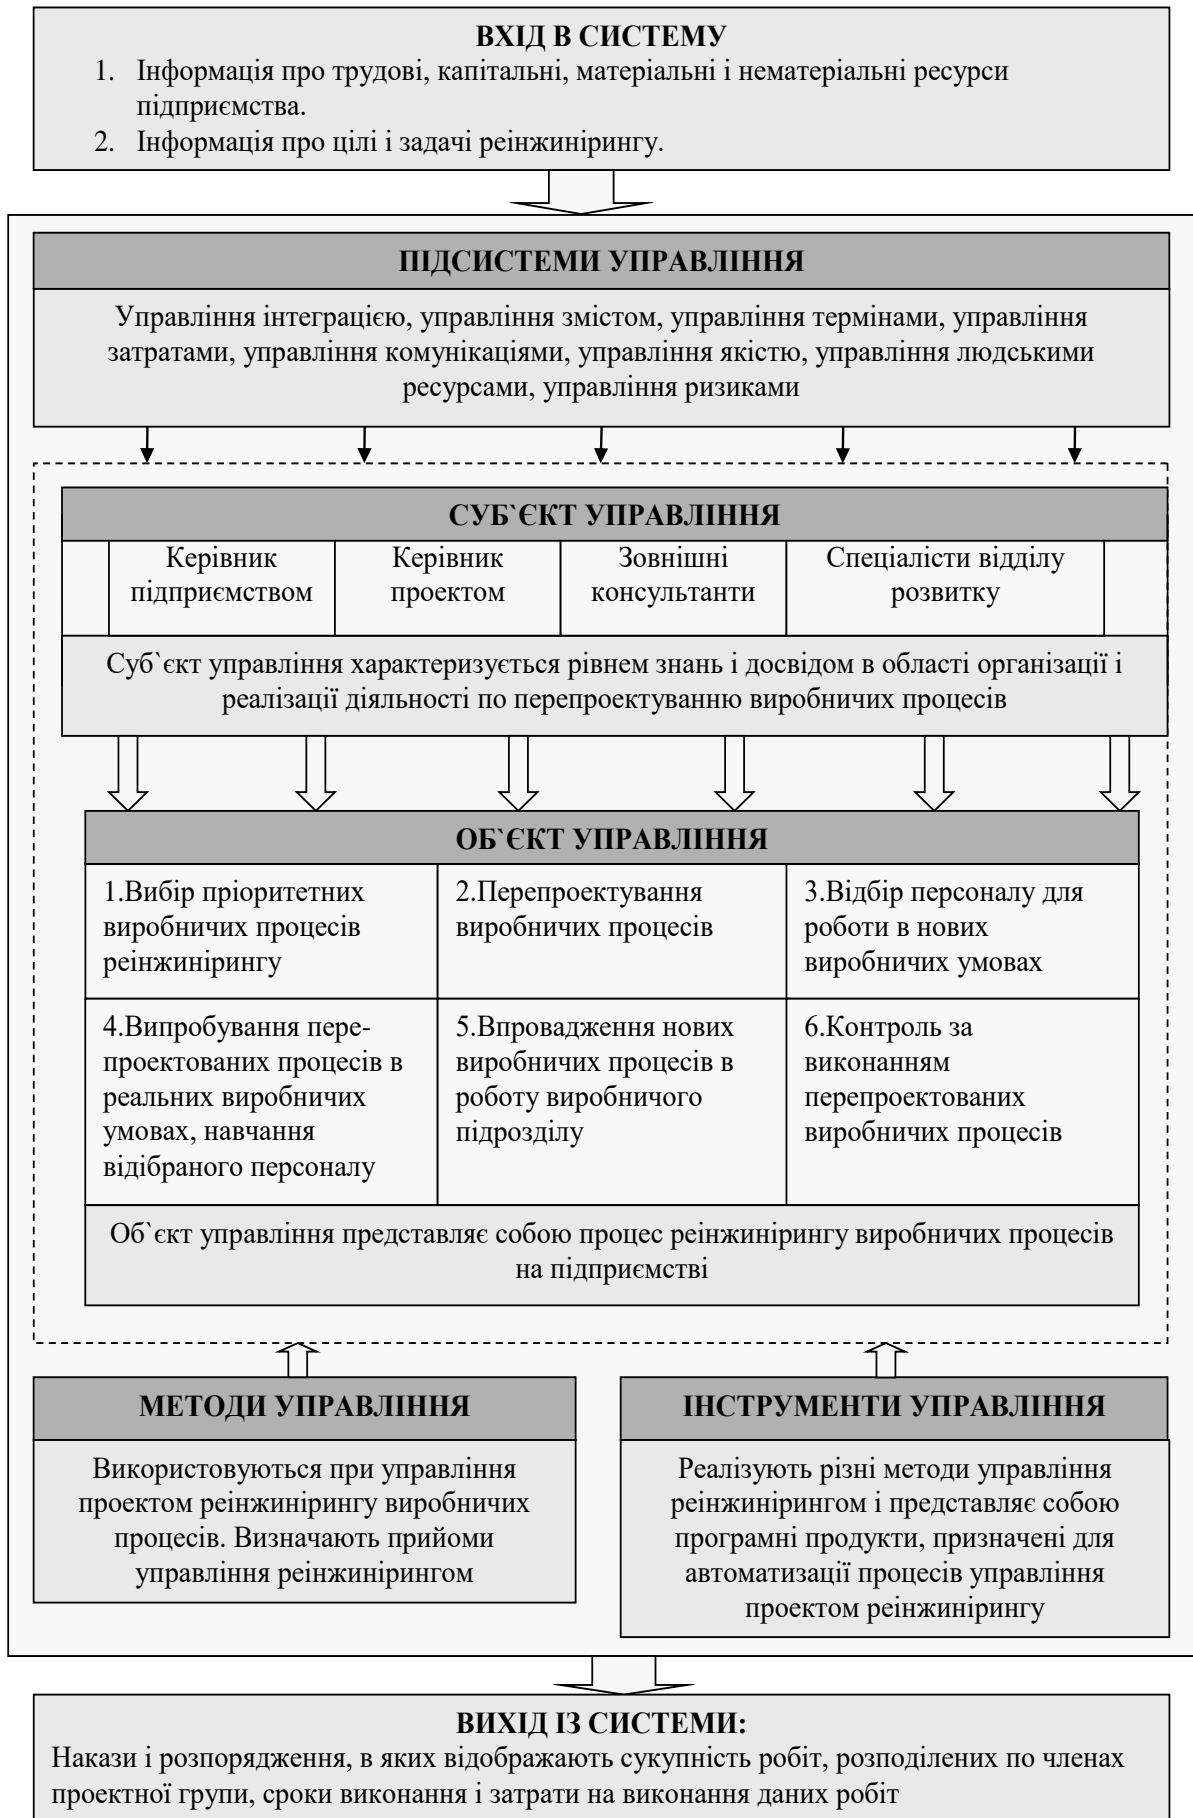 ВХІД В СИСТЕМУ
1. Інформація про трудові, капітальні, матеріальні і нематеріальні ресурси
підприємства.
2. Інформація про цілі і задачі реінжинірингу.
ПІДСИСТЕМИ УПРАВЛІННЯ
Управління інтеграцією, управління змістом, управління термінами, управління
затратами, управління комунікаціями, управління якістю, управління людськими
ресурсами, управління ризиками
СУБ`ЄКТ УПРАВЛІННЯ
Керівник
підприємством
Керівник
проектом
Зовнішні
консультанти
Спеціалісти відділу
розвитку
Суб`єкт управління характеризується рівнем знань і досвідом в області організації і
реалізації діяльності по перепроектуванню виробничих процесів
ОБ`ЄКТ УПРАВЛІННЯ
1.Вибір пріоритетних
виробничих процесів
реінжинірингу
2.Перепроектування
виробничих процесів
3.Відбір персоналу для
роботи в нових
виробничих умовах
4.Випробування пере-
проектованих процесів в
реальних виробничих
умовах, навчання
відібраного персоналу
5.Впровадження нових
виробничих процесів в
роботу виробничого
підрозділу
6.Контроль за
виконанням
перепроектованих
виробничих процесів
Об`єкт управління представляє собою процес реінжинірингу виробничих процесів
на підприємстві
МЕТОДИ УПРАВЛІННЯ
Використовуються при управління
проектом реінжинірингу виробничих
процесів. Визначають прийоми
управління реінжинірингом
ІНСТРУМЕНТИ УПРАВЛІННЯ
Реалізують різні методи управління
реінжинірингом і представляє собою
програмні продукти, призначені для
автоматизації процесів управління
проектом реінжинірингу
ВИХІД ІЗ СИСТЕМИ:
Накази і розпорядження, в яких відображають сукупність робіт, розподілених по членах
проектної групи, сроки виконання і затрати на виконання даних робіт